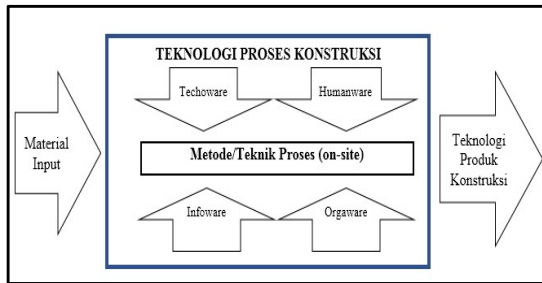 TEKNOLOGI PROSES KONSTRUKSI
Techoware
Humanware
Material
Input
Metode/Teknik Proses (on-site)
Teknologi
Produk
Konstruksi
Infoware
Orgaware